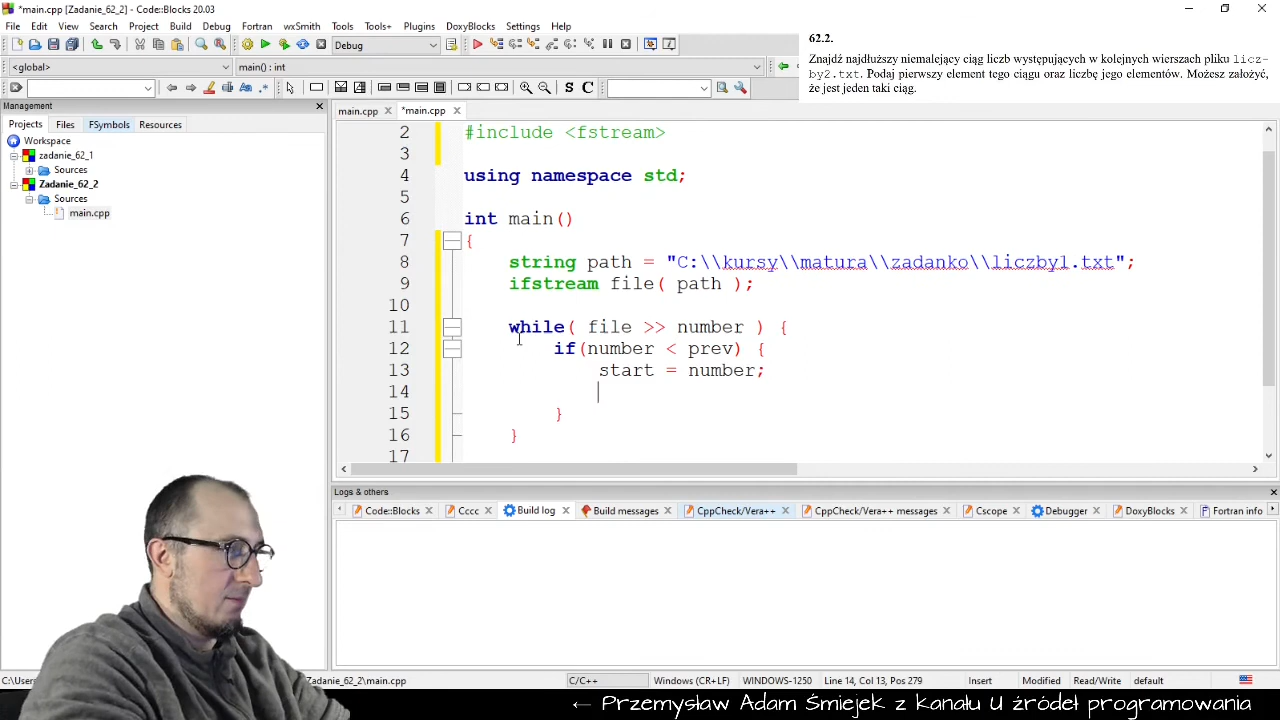 *main.cpp [Zadanie_62_2] - Code::Blocks 20.03
File Edit View Search Project Build Debug Fortran wxSmith Tools Tools+ Plugins DoxyBlocks Settings Help
Debug
<global> main() : int
62.2.
Znajdź najdłuższy niemalejący ciąg liczb występujących w kolejnych wierszach pliku licz-
by2.txt. Podaj pierwszy element tego ciągu oraz liczbę jego elementów. Możesz założyć,
że jest jeden taki ciąg.
S C
Management
main.cpp *main.cpp
Projects Files FSymbols Resources
Workspace
zadanie_62_1
Sources
Zadanie_62_2
Sources
main.cpp
2 #include <fstream>
3
4 using namespace std;
5
6 int main()
7 {
8 string path = "C:\\kursy\\matura\\zadanko\\liczby1.txt";
9 ifstream file( path );
10
11 while( file >> number ) {
12 if(number < prev) {
13 start = number;
14
15 }
16 }
17
Logs & others
Code::Blocks Cccc Build log Build messages CppCheck/Vera++ CppCheck/Vera++ messages Cscope Debugger DoxyBlocks Fortran info
C:\Users Zadanie_62_2\main.cpp C/C++ Windows (CR+LF) WINDOWS-1250 Line 14, Col 13, Pos 279 Insert Modified Read/Write default
← Przemysław Adam Śmiejek z kanału U źródeł programowania